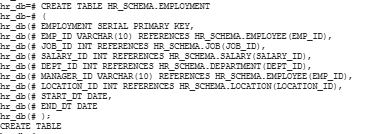 hr_db=# CREATE TABLE HR_SCHEMA.EMPLOYMENT
hr_db-# (
hr_db(# EMPLOYMENT SERIAL PRIMARY KEY,
hr_db(# EMP_ID VARCHAR(10) REFERENCES HR_SCHEMA.EMPLOYEE(EMP_ID),
hr_db(# JOB_ID INT REFERENCES HR_SCHEMA.JOB(JOB_ID),
hr_db(# SALARY_ID INT REFERENCES HR_SCHEMA.SALARY(SALARY_ID),
hr_db(# DEPT_ID INT REFERENCES HR_SCHEMA.DEPARTMENT(DEPT_ID),
hr_db(# MANAGER_ID VARCHAR(10) REFERENCES HR_SCHEMA.EMPLOYEE(EMP_ID),
hr_db(# LOCATION_ID INT REFERENCES HR_SCHEMA.LOCATION(LOCATION_ID),
hr_db(# START_DT DATE,
hr_db(# END_DT DATE
hr_db(# );
CREATE TABLE